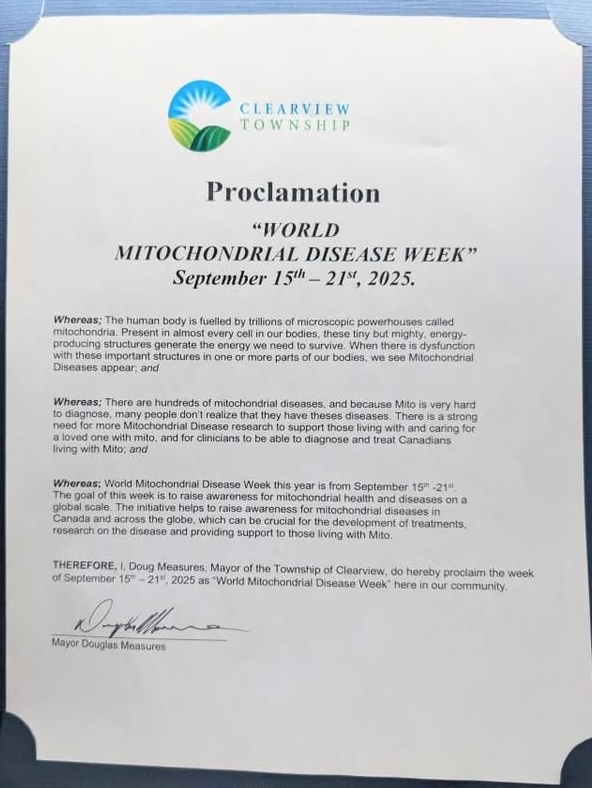 CLEARVIEW
TOWNSHIP
Proclamation
“WORLD
MITOCHONDRIAL DISEASE WEEK”
September 15th – 21st, 2025.
Whereas; The human body is fuelled by trillions of microscopic powerhouses called
mitochondria. Present in almost every cell in our bodies, these tiny but mighty, energy-
producing structures generate the energy we need to survive. When there is dysfunction
with these important structures in one or more parts of our bodies, we see Mitochondrial
Diseases appear; and
Whereas; There are hundreds of mitochondrial diseases, and because Mito is very hard
to diagnose, many people don’t realize that they have theses diseases. There is a strong
need for more Mitochondrial Disease research to support those living with and caring for
a loved one with mito, and for clinicians to be able to diagnose and treat Canadians
living with Mito; and
Whereas; World Mitochondrial Disease Week this year is from September 15th -21st.
The goal of this week is to raise awareness for mitochondrial health and diseases on a
global scale. The initiative helps to raise awareness for mitochondrial diseases in
Canada and across the globe, which can be crucial for the development of treatments,
research on the disease and providing support to those living with Mito.
THEREFORE, I, Doug Measures, Mayor of the Township of Clearview, do hereby proclaim the week
of September 15th – 21st, 2025 as “World Mitochondrial Disease Week” here in our community.
Mayor Douglas Measures